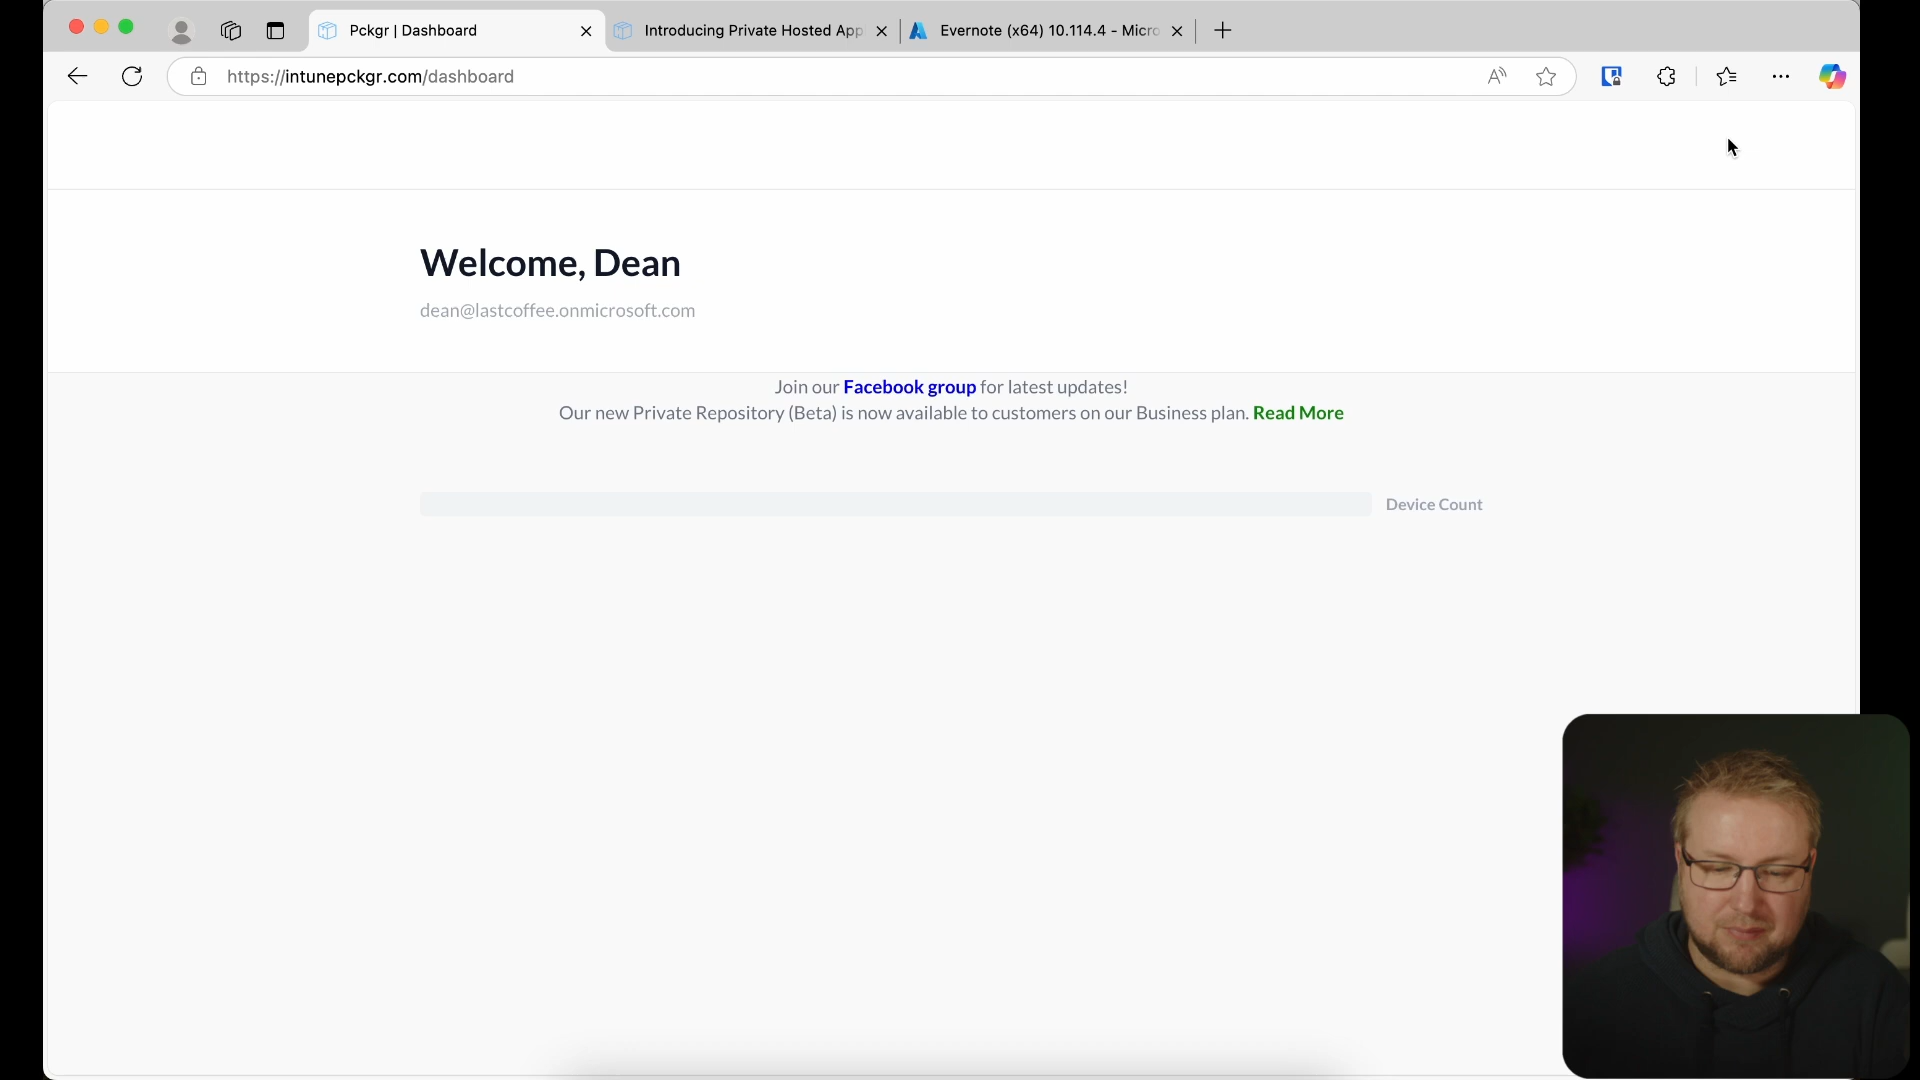 Pckgr | Dashboard
Introducing Private Hosted App
Evernote (x64) 10.114.4 - Micro
https://intunepckgr.com/dashboard
Welcome, Dean
dean@lastcoffee.onmicrosoft.com
Join our Facebook group for latest updates!
Our new Private Repository (Beta) is now available to customers on our Business plan. Read More
Device Count